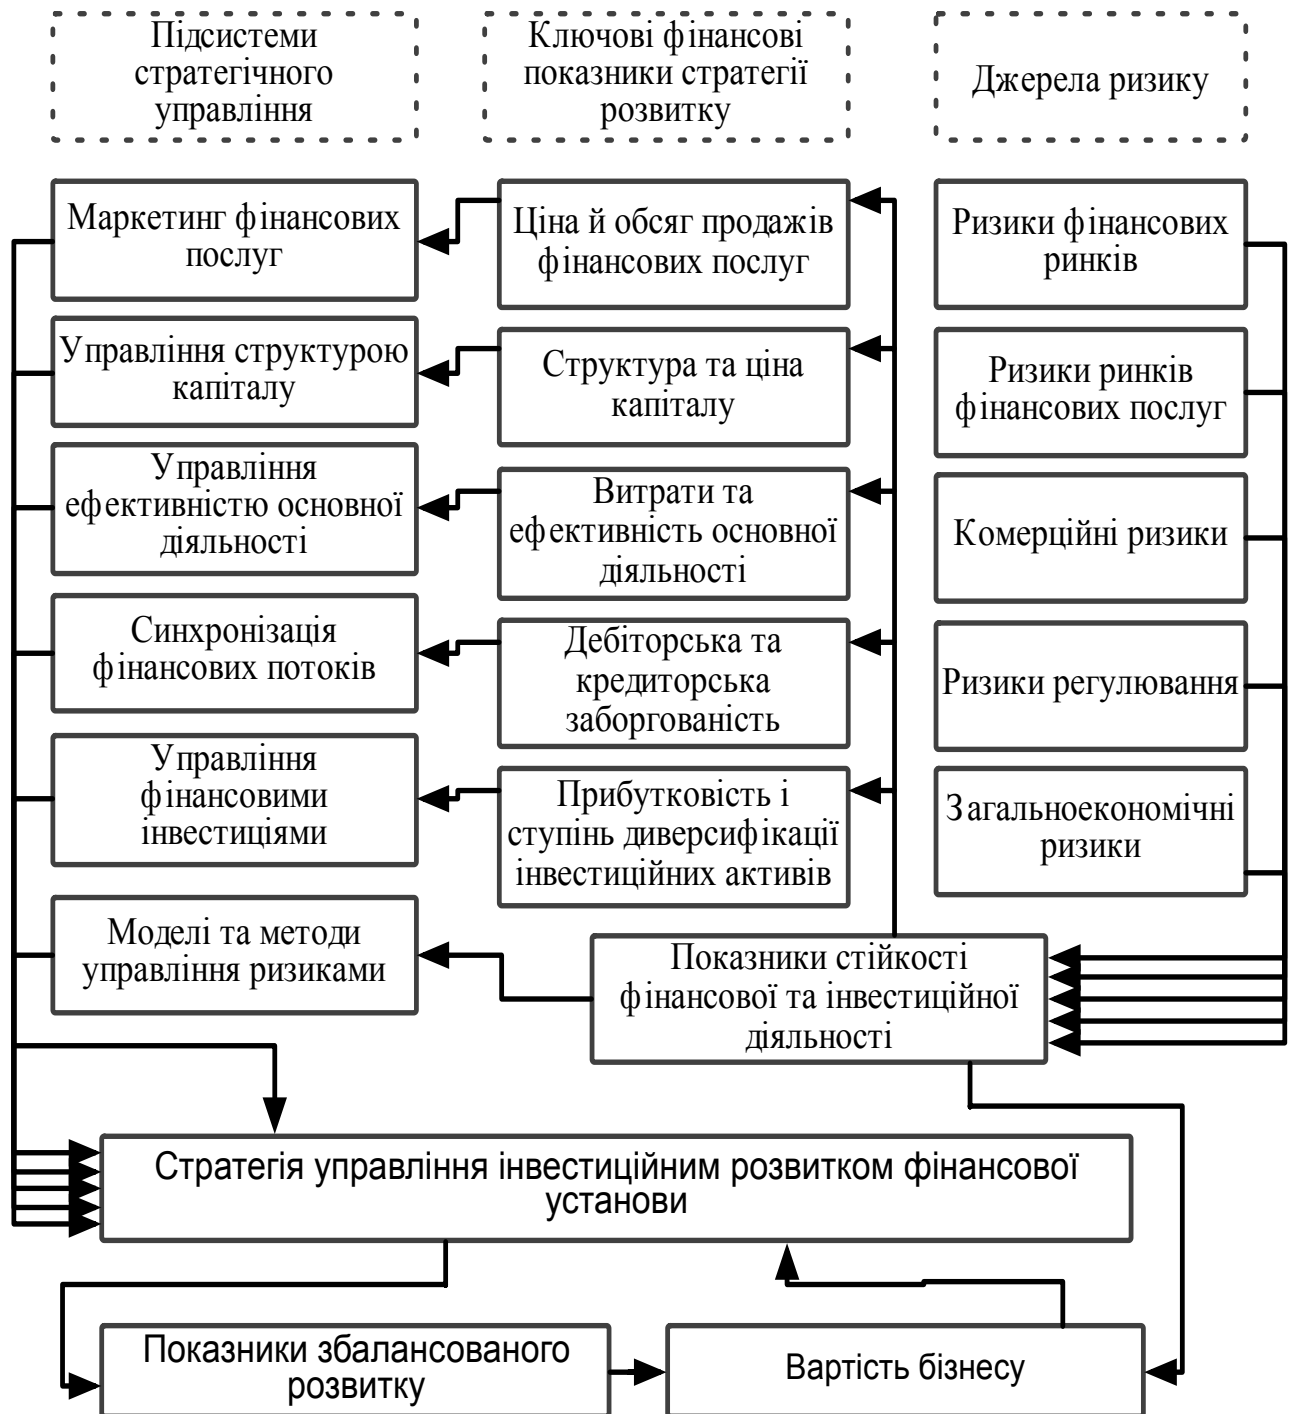 Підсистеми
стратегічного
управління
Ключові фінансові
показники стратегії
розвитку
Джерела ризику
Маркетинг фінансових
послуг
Ціна й обсяг продажів
фінансових послуг
Ризики фінансових
ринків
Управління структурою
капіталу
Структура та ціна
капіталу
Ризики ринків
фінансових послуг
Управління
ефективністю основної
діяльності
Витрати та
ефективність основної
діяльності
Комерційні ризики
Синхронізація
фінансових потоків
Дебіторська та
кредиторська
заборгованість
Ризики регулювання
Управління
фінансовими
інвестиціями
Прибутковість і
ступінь диверсифікації
інвестиційних активів
Загальноекономічні
ризики
Моделі та методи
управління ризиками
Показники стійкості
фінансової та інвестиційної
діяльності
Стратегія управління інвестиційним розвитком фінансової
установи
Показники збалансованого
розвитку
Вартість бізнесу